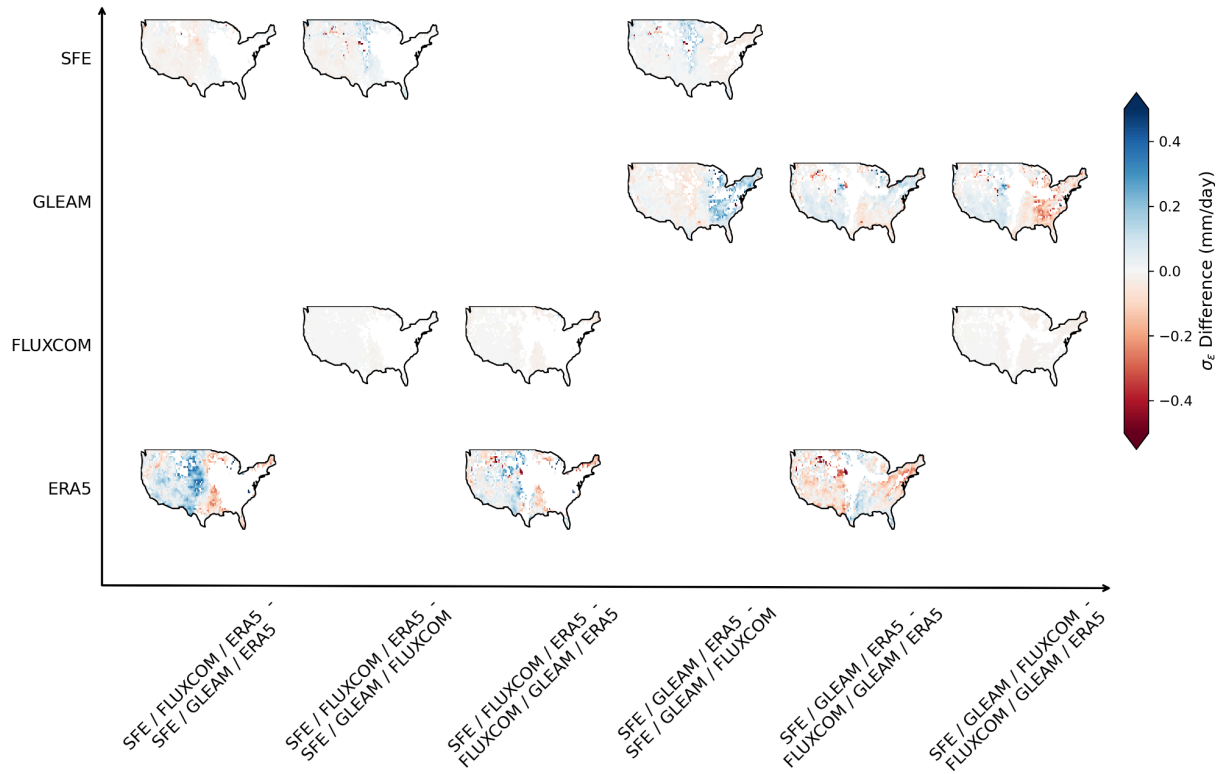 SFE
GLEAM
FLUXCOM
ERA5
SFE / FLUXCOM / ERA5 -
SFE / GLEAM / ERA5
SFE / FLUXCOM / ERA5 -
SFE / GLEAM / FLUXCOM
SFE / FLUXCOM / ERA5 -
FLUXCOM / GLEAM / ERA5
SFE / GLEAM / ERA5 -
SFE / GLEAM / FLUXCOM
SFE / GLEAM / ERA5 -
FLUXCOM / GLEAM / ERA5
SFE / GLEAM / FLUXCOM -
FLUXCOM / GLEAM / ERA5
0.4
0.2
0.0
−0.2
−0.4
σε Difference (mm/day)